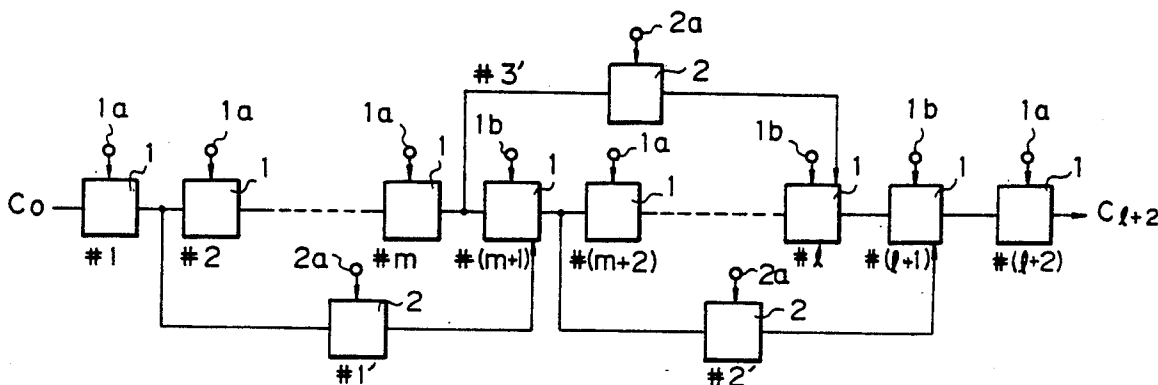 2a
2
#3'
1a
1
1a
1
1a
1
1b
1
1a
1
1b
1
1b
1
1a
1
Co
Cℓ+2
#1
#2
#m
#(m+1)
#(m+2)
#ℓ
#(ℓ+1)
#(ℓ+2)
2a
2
2a
2
#1'
#2'